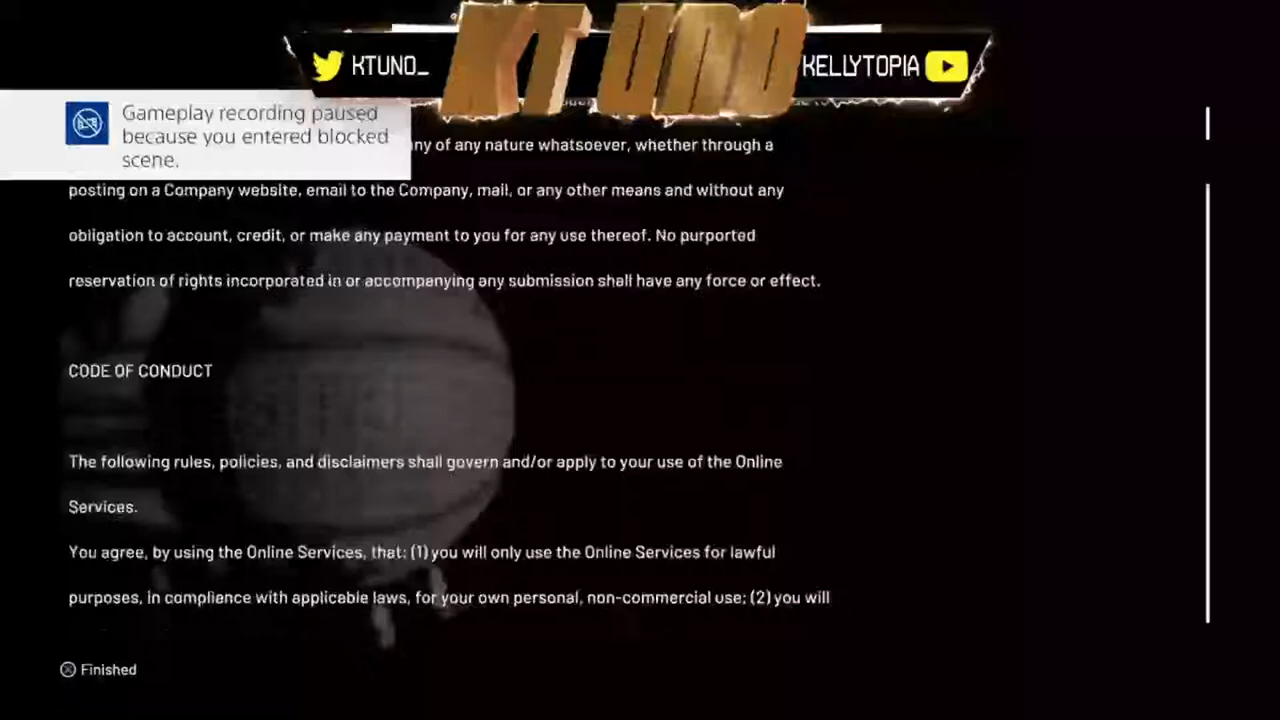 KT UNO
KTUNO_
KELLYTOPIA
Gameplay recording paused
because you entered blocked
scene.
of any nature whatsoever, whether through a
posting on a Company website, email to the Company, mail, or any other means and without any
obligation to account, credit, or make any payment to you for any use thereof. No purported
reservation of rights incorporated in or accompanying any submission shall have any force or effect.
CODE OF CONDUCT
The following rules, policies, and disclaimers shall govern and/or apply to your use of the Online
Services.
You agree, by using the Online Services, that: (1) you will only use the Online Services for lawful
purposes, in compliance with applicable laws, for your own personal, non-commercial use; (2) you will
Finished